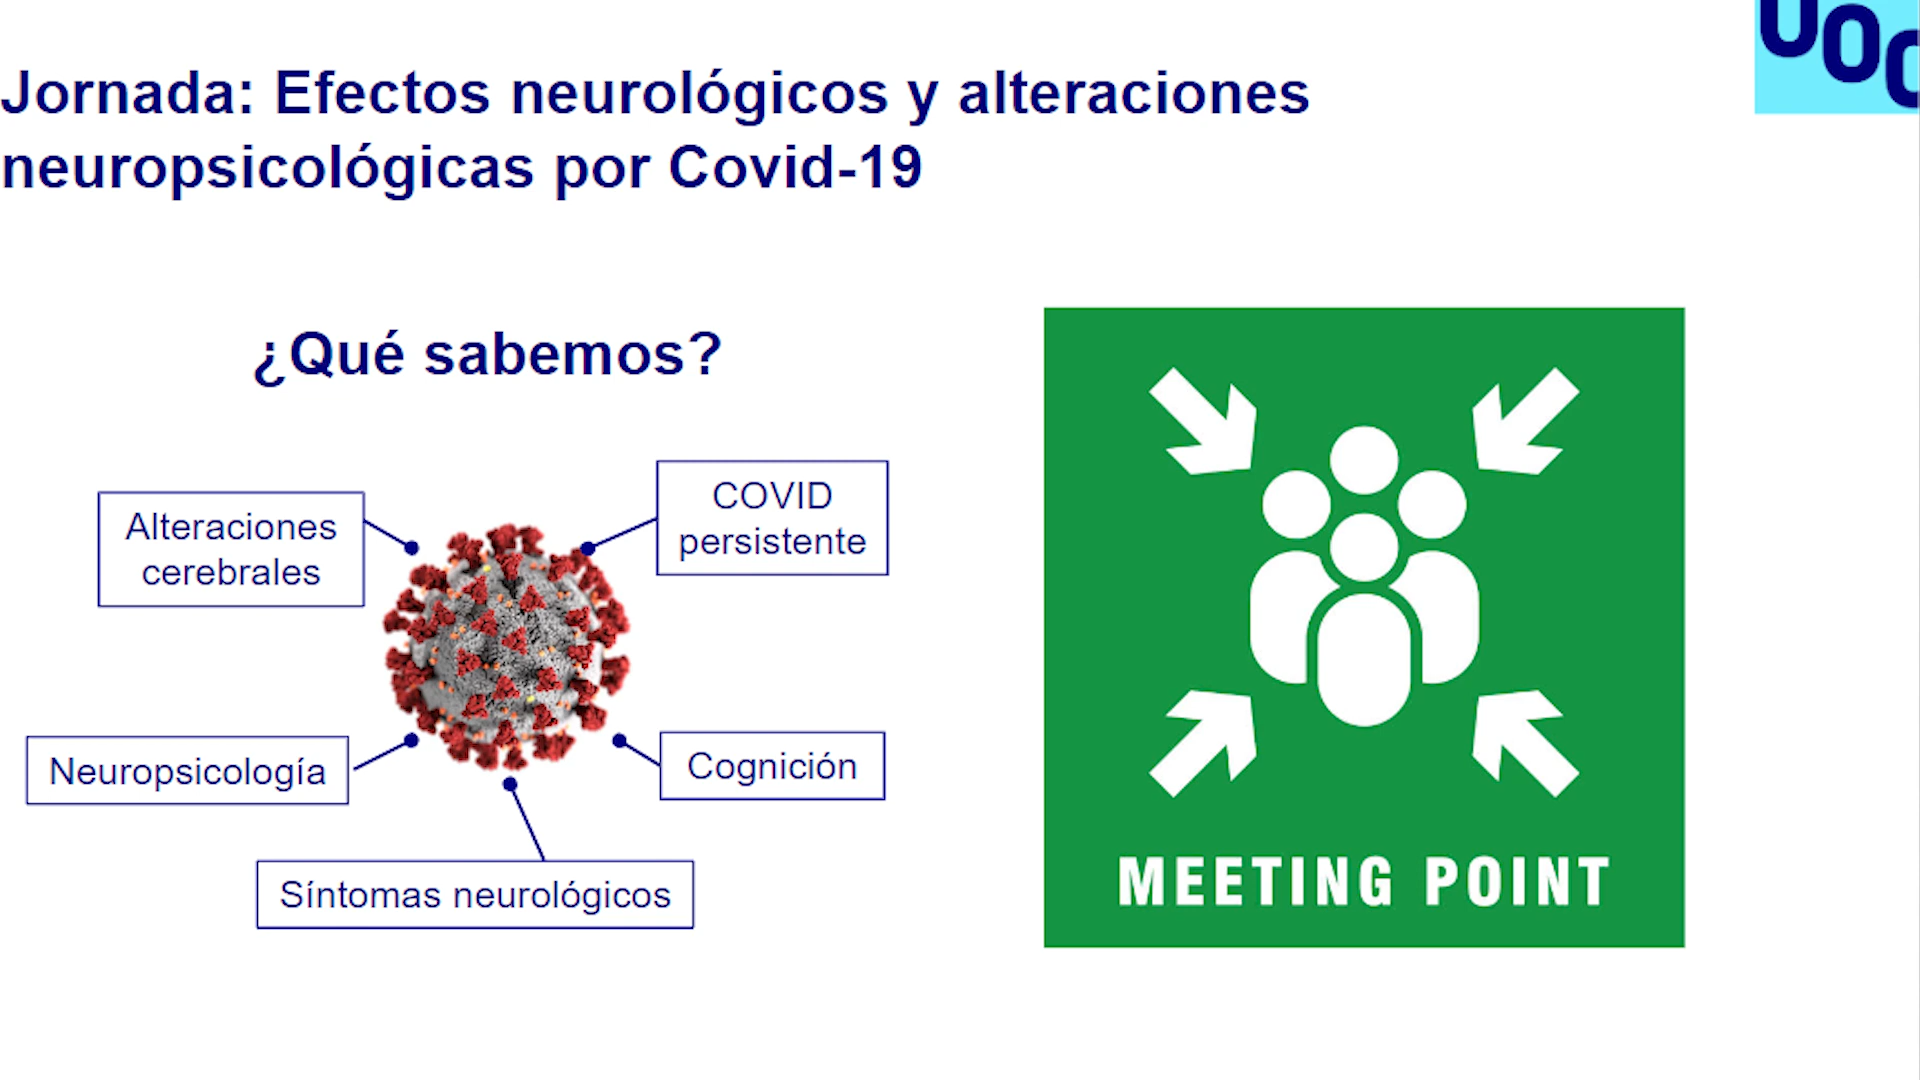 UOC
Jornada: Efectos neurológicos y alteraciones
neuropsicológicas por Covid-19
¿Qué sabemos?
Alteraciones
cerebrales
COVID
persistente
Neuropsicología
Cognición
Síntomas neurológicos
MEETING POINT